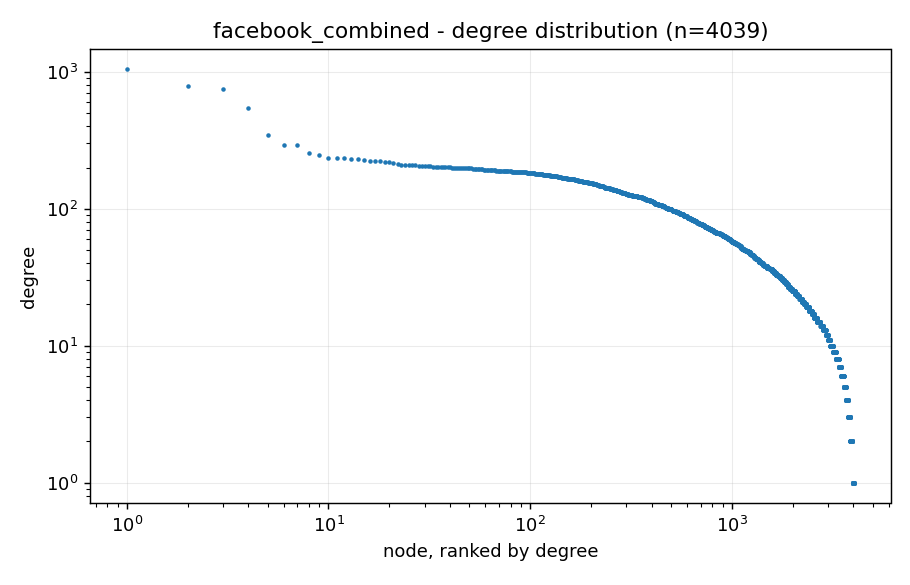 facebook_combined - degree distribution (n=4039)
degree
10³
10²
10¹
10⁰
10⁰ 10¹ 10² 10³
node, ranked by degree